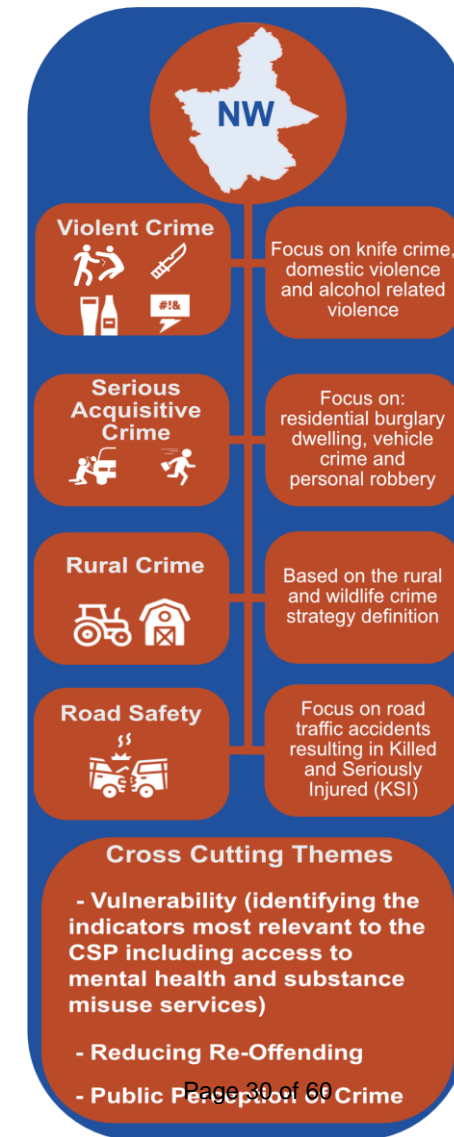 NW
Violent Crime
#!&
Focus on knife crime,
domestic violence
and alcohol related
violence
Serious
Acquisitive
Crime
Focus on:
residential burglary
dwelling, vehicle
crime and
personal robbery
Rural Crime
Based on the rural
and wildlife crime
strategy definition
Road Safety
Focus on road
traffic accidents
resulting in Killed
and Seriously
Injured (KSI)
Cross Cutting Themes
- Vulnerability (identifying the
indicators most relevant to the
CSP including access to
mental health and substance
misuse services)
- Reducing Re-Offending
- Public Perception of Crime
Page 30 of 60